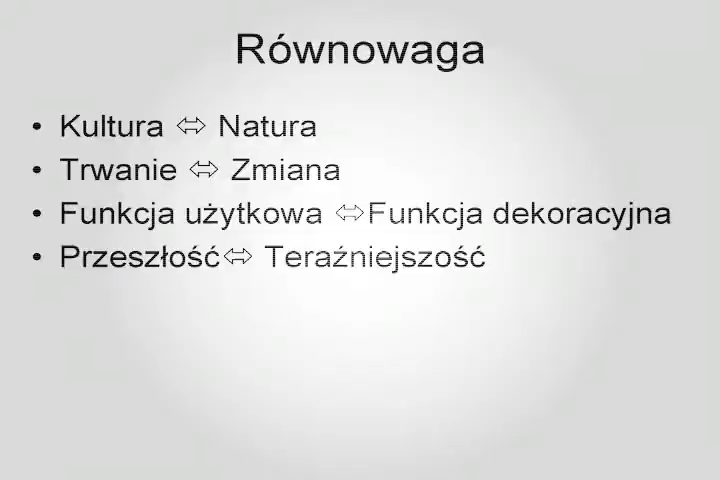 Równowaga
• Kultura ⬄ Natura
• Trwanie ⬄ Zmiana
• Funkcja użytkowa ⬄Funkcja dekoracyjna
• Przeszłość⬄ Teraźniejszość